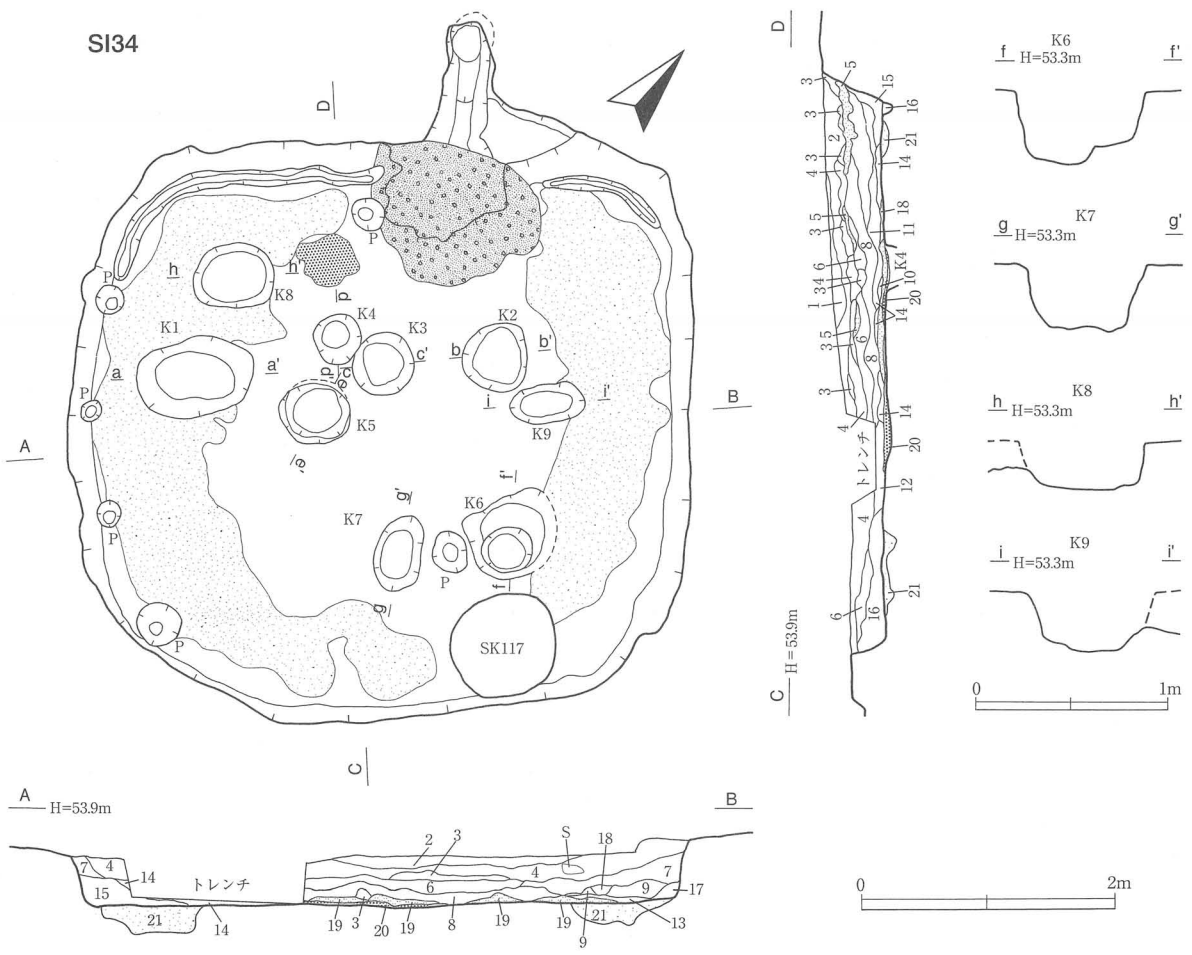 SI34
D
h
h'
K8
P
P
d
K4
K3
K2
K1
a
a'
c'
b
b'
d'
c
e
P
K5
i
i'
K9
A
B
e'
f'
g'
K6
K7
P
P
f
g
P
SK117
C
A
H=53.9m
B
S
2
3
18
7
4
14
トレンチ
4
7
6
9
17
15
21
14
19
3
20
19
8
19
19
9
21
13
D
3
5
15
16
3
2
21
3
4
14
18
5
3
11
8
K4
6
10
3 4
20
1
14
5
6
3
8
3
14
4
20
トレンチ
12
4
21
6
16
C
H=53.9m
K6
f
H=53.3m
f'
K7
g
H=53.3m
g'
K8
h
H=53.3m
h'
K9
i
H=53.3m
i'
0
1m
0
2m